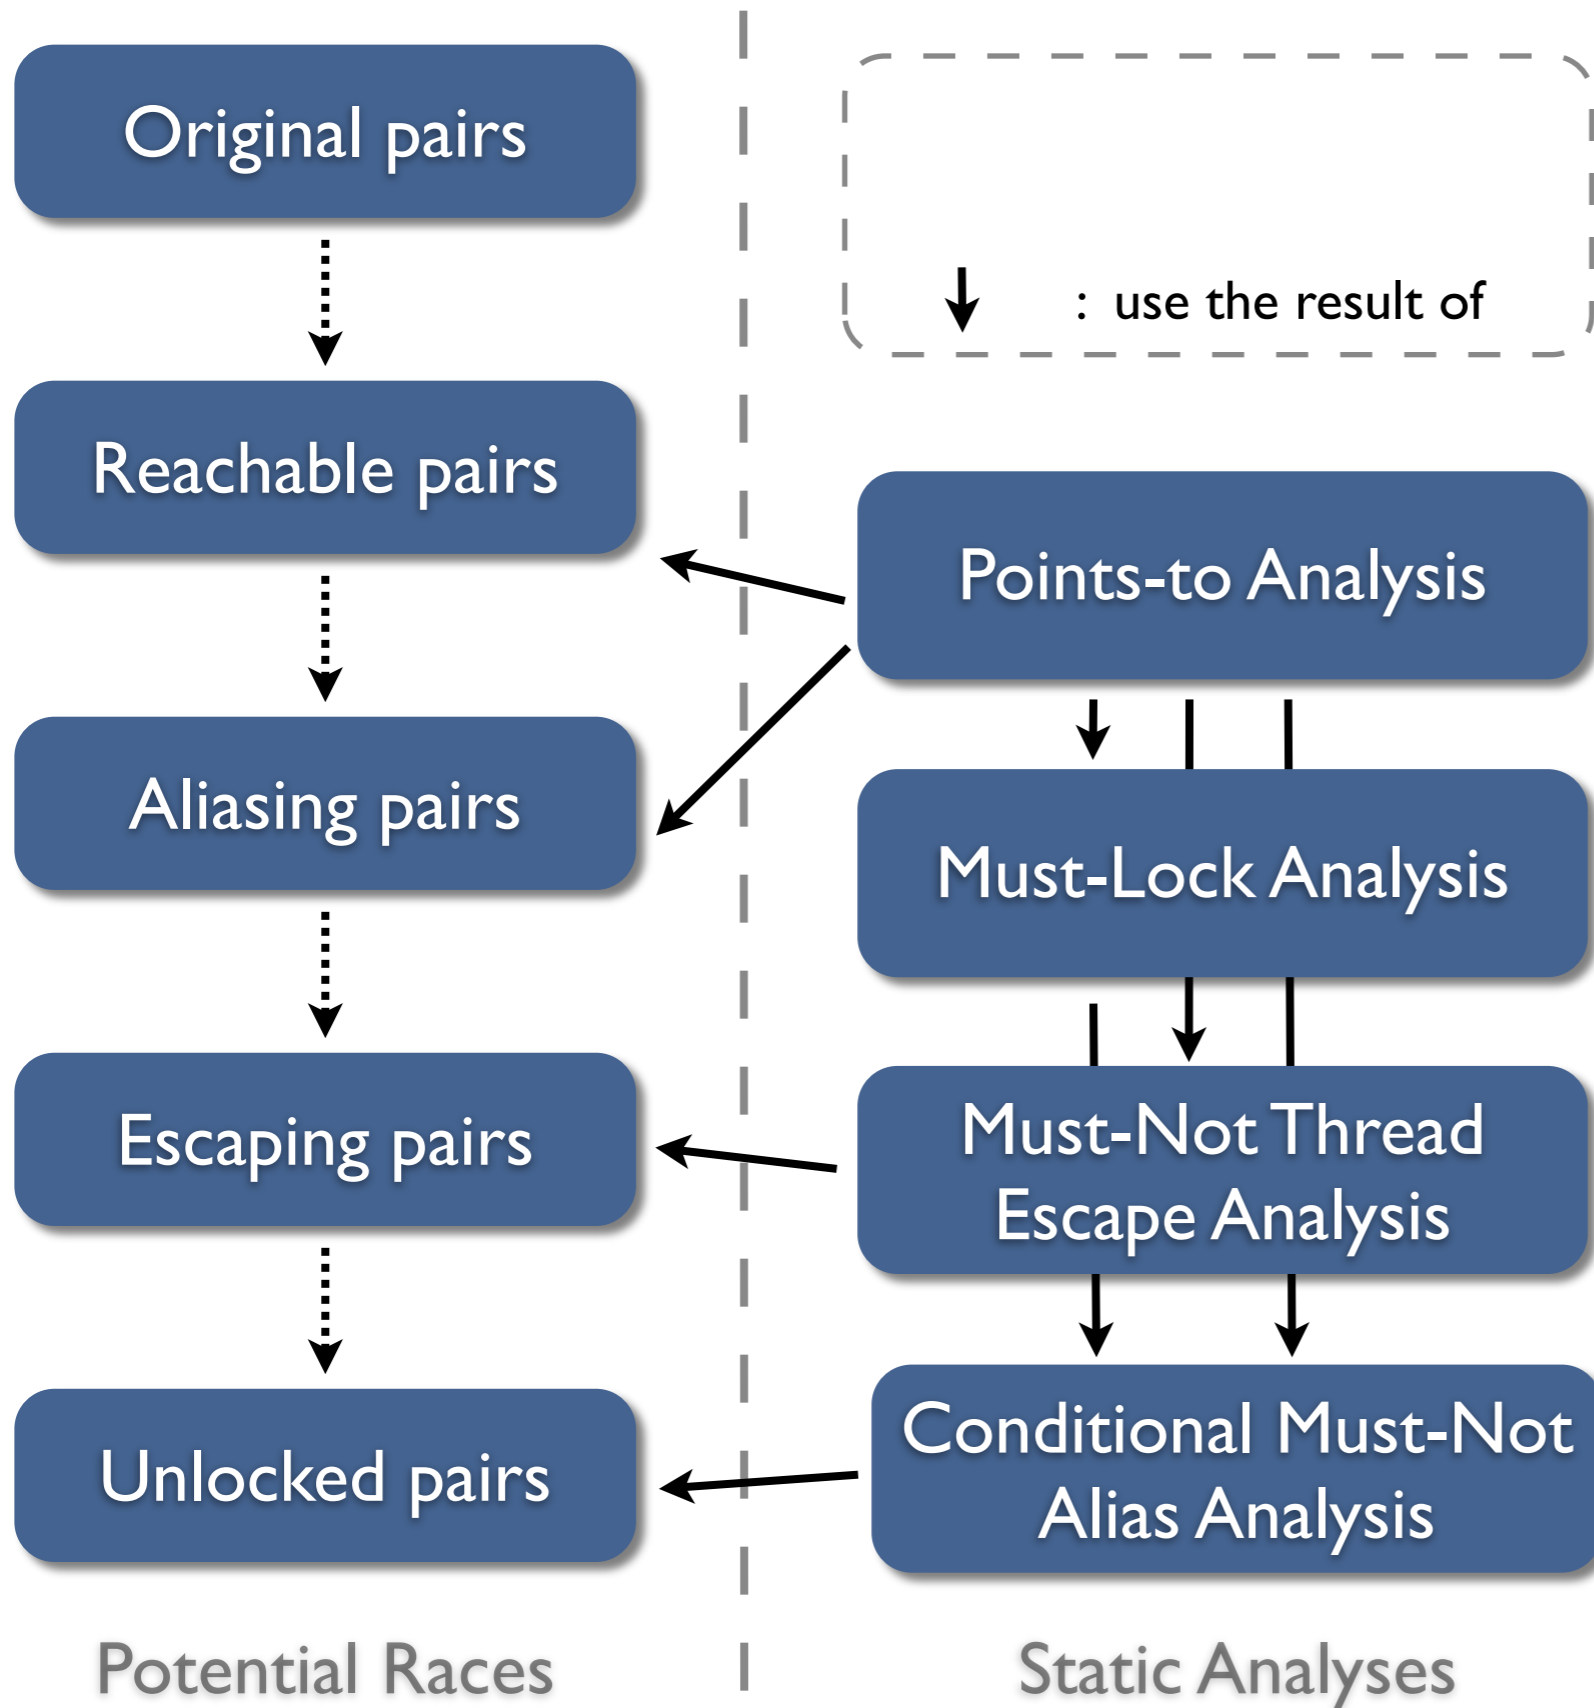 Original pairs
Reachable pairs
Aliasing pairs
Escaping pairs
Unlocked pairs
Potential Races
: use the result of
Points-to Analysis
Must-Lock Analysis
Must-Not Thread
Escape Analysis
Conditional Must-Not
Alias Analysis
Static Analyses